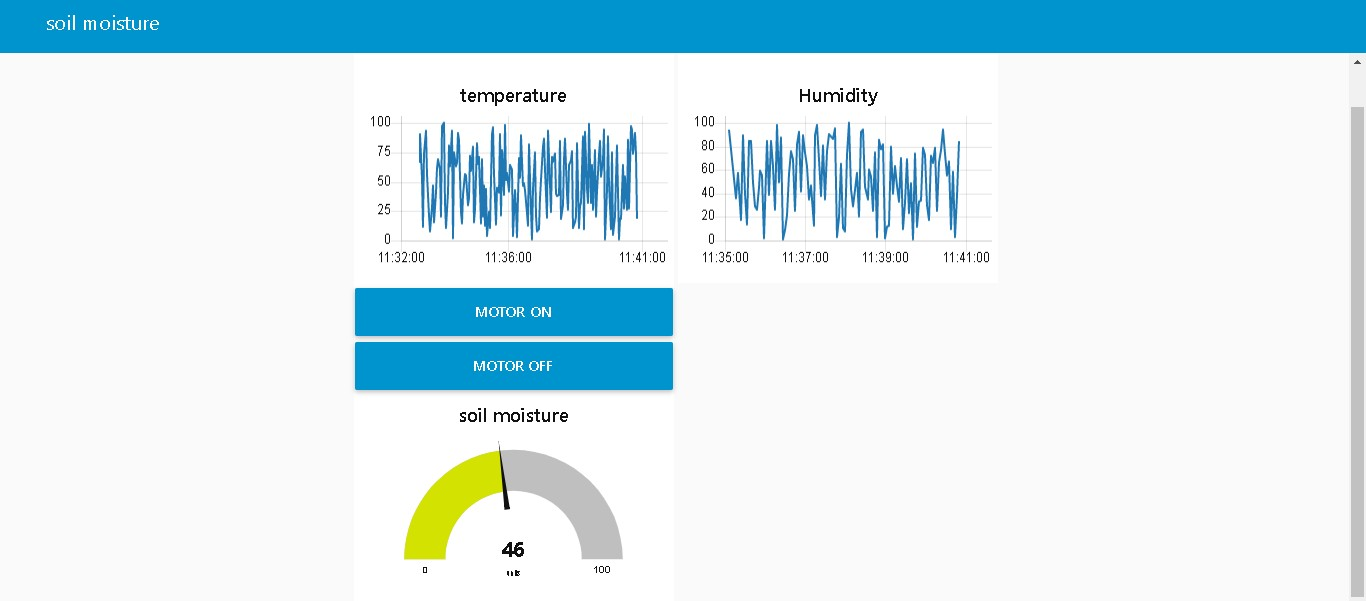 soil moisture
temperature
100
75
50
25
0
11:32:00 11:36:00 11:41:00
Humidity
100
80
60
40
20
0
11:35:00 11:37:00 11:39:00 11:41:00
MOTOR ON
MOTOR OFF
soil moisture
46
0 units 100